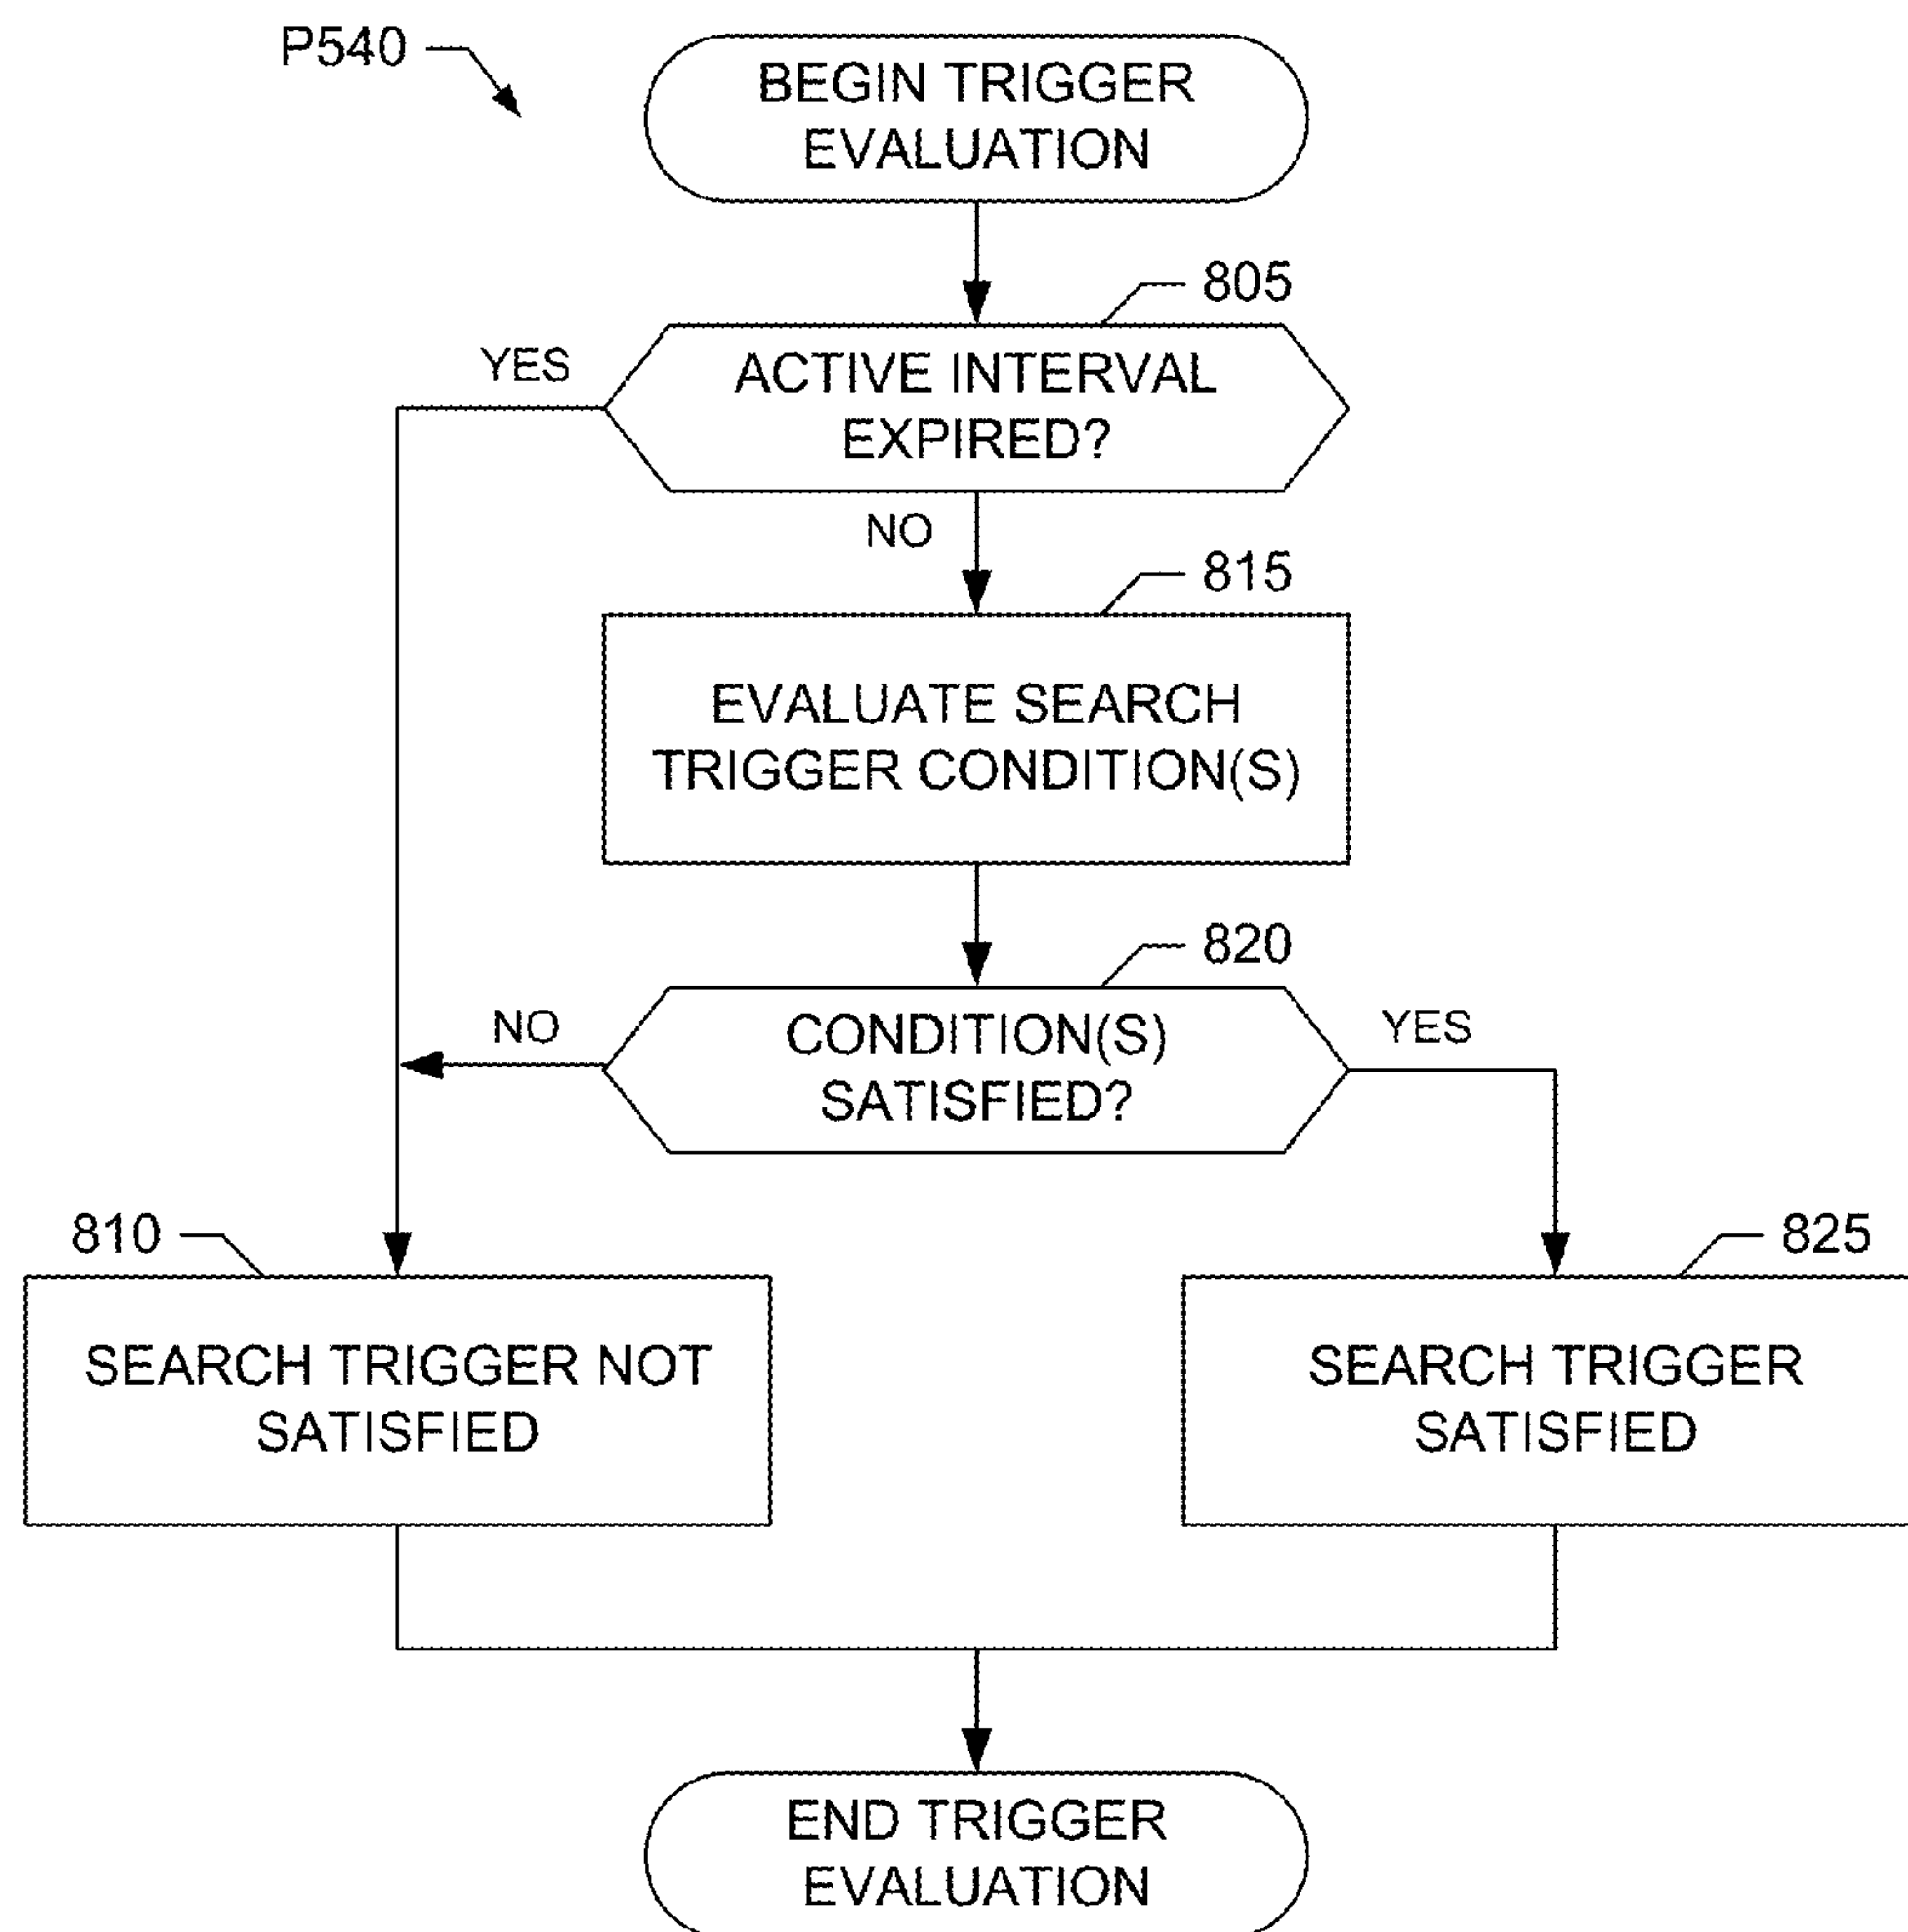 P540
BEGIN TRIGGER
EVALUATION
805
YES
ACTIVE INTERVAL
EXPIRED?
NO
815
EVALUATE SEARCH
TRIGGER CONDITION(S)
820
NO
CONDITION(S)
SATISFIED?
YES
810
825
SEARCH TRIGGER NOT
SATISFIED
SEARCH TRIGGER
SATISFIED
END TRIGGER
EVALUATION